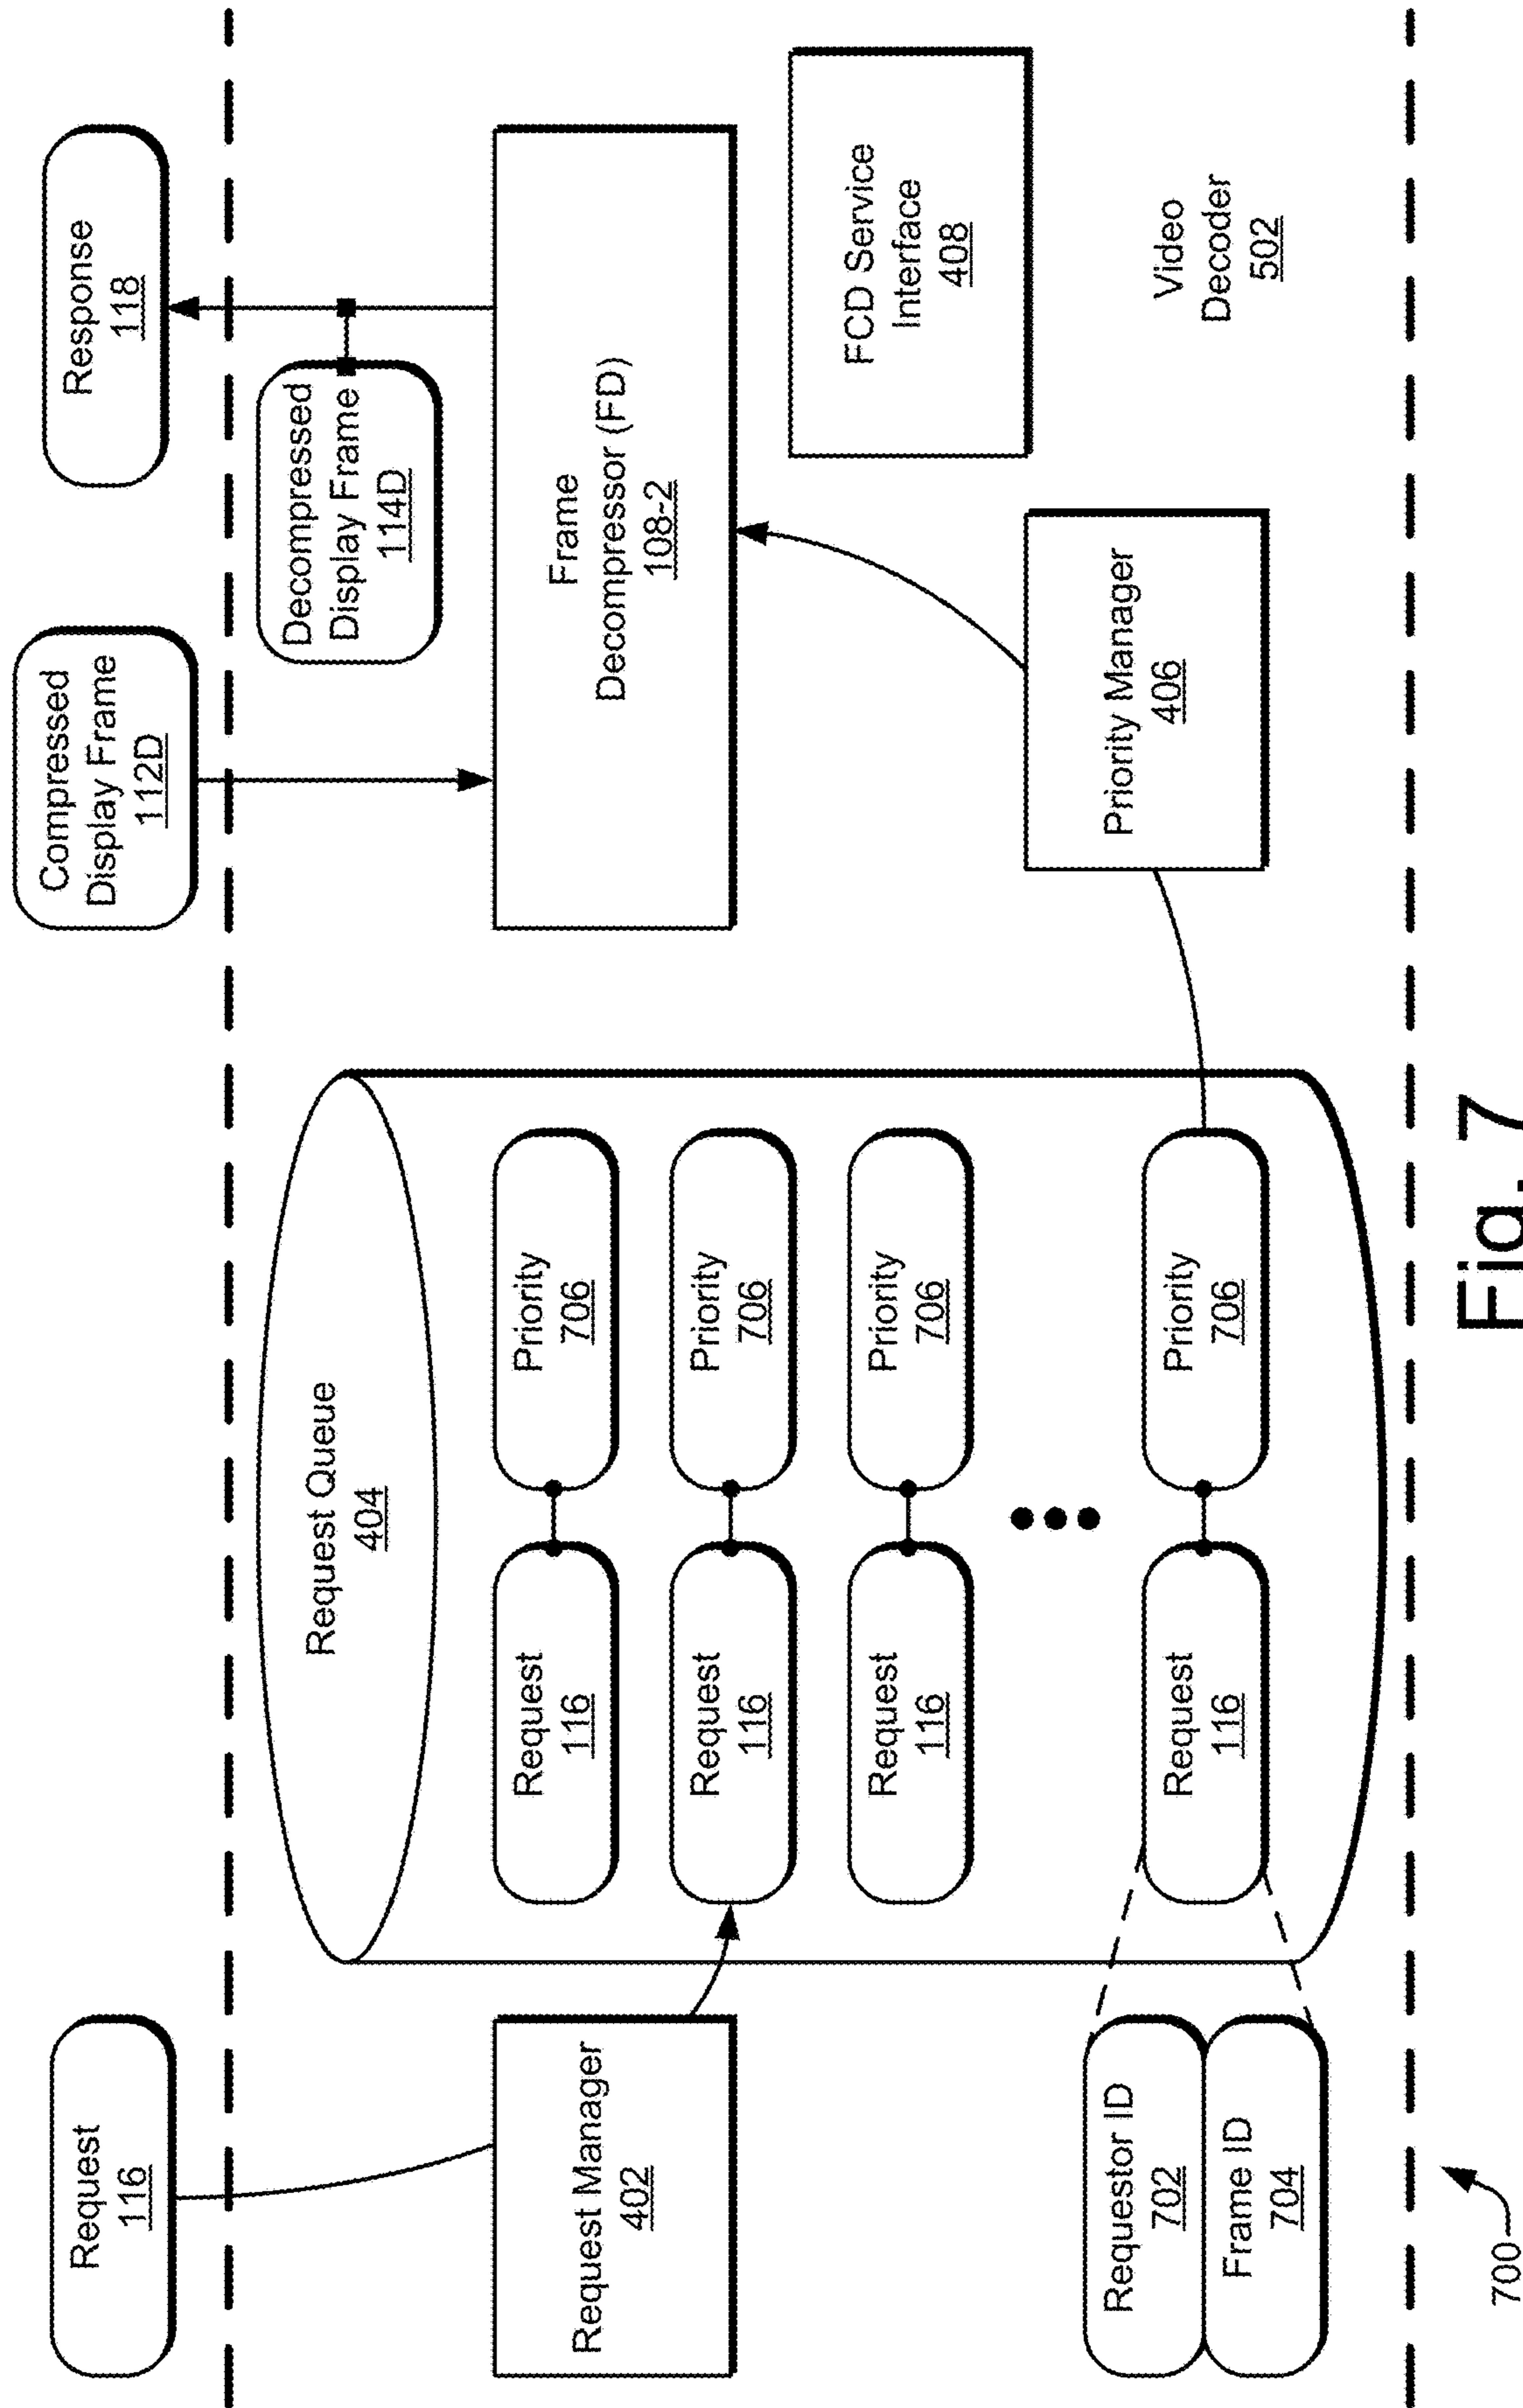 Request
116
Compressed
Display Frame
112D
Response
118
Request Queue
404
Decompressed
Display Frame
114D
Request Manager
402
Request
116
Priority
706
Request
116
Priority
706
Request
116
Priority
706
Request
116
Priority
706
Frame
Decompressor (FD)
108-2
FCD Service
Interface
408
Requestor ID
702
Frame ID
704
Priority Manager
406
Video
Decoder
502
700
Fig. 7